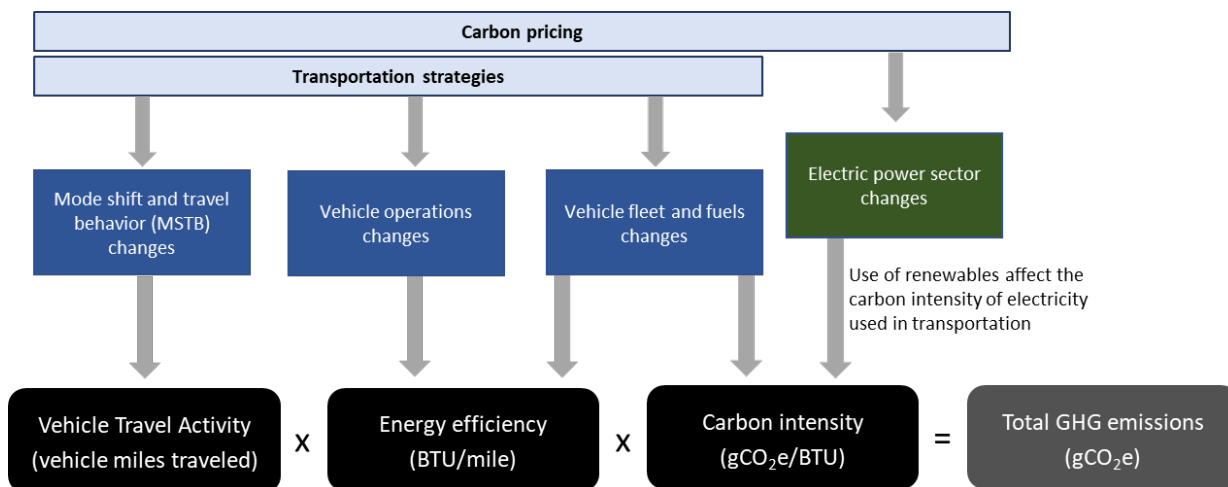 Carbon pricing
Transportation strategies
Mode shift and travel
behavior (MSTB)
changes
Vehicle operations
changes
Vehicle fleet and fuels
changes
Electric power sector
changes
Use of renewables affect the
carbon intensity of electricity
used in transportation
Vehicle Travel Activity
(vehicle miles traveled)
x
Energy efficiency
(BTU/mile)
x
Carbon intensity
(gCO₂e/BTU)
=
Total GHG emissions
(gCO₂e)